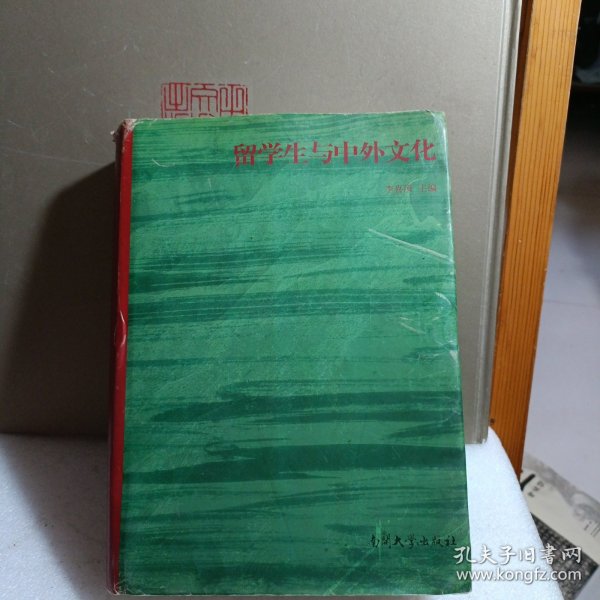 留学生与中外文化
李喜所 主编
南開大学出版社
孔夫子旧书网
www.kongfz.com